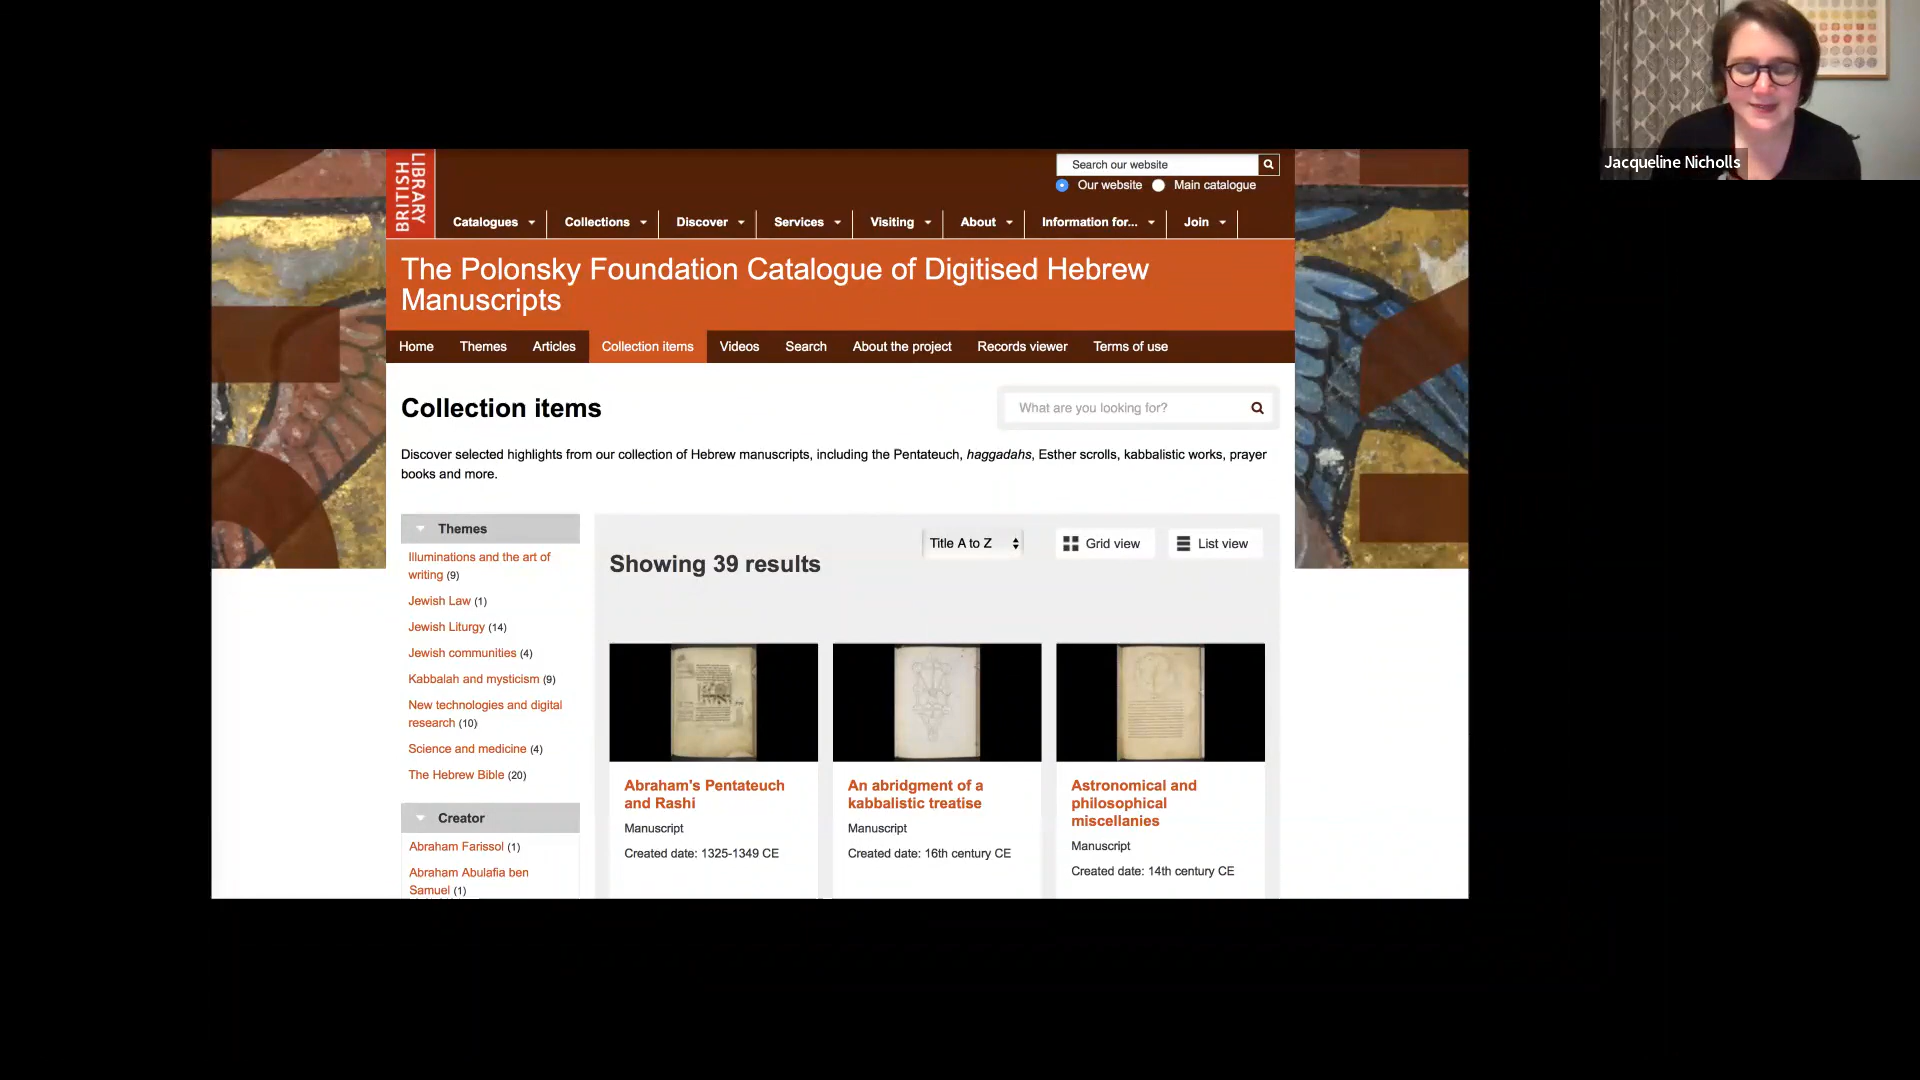 LIBRARY
BRITISH
Search our website
Our website Main catalogue
Catalogues Collections Discover Services Visiting About Information for... Join
The Polonsky Foundation Catalogue of Digitised Hebrew
Manuscripts
Home Themes Articles Collection items Videos Search About the project Records viewer Terms of use
Collection items
What are you looking for?
Discover selected highlights from our collection of Hebrew manuscripts, including the Pentateuch, haggadahs, Esther scrolls, kabbalistic works, prayer
books and more.
Themes
Illuminations and the art of
writing (9)
Jewish Law (1)
Jewish Liturgy (14)
Jewish communities (4)
Kabbalah and mysticism (9)
New technologies and digital
research (10)
Science and medicine (4)
The Hebrew Bible (20)
Creator
Abraham Farissol (1)
Abraham Abulafia ben
Samuel (1)
Title A to Z
Grid view
List view
Showing 39 results
Abraham's Pentateuch
and Rashi
Manuscript
Created date: 1325-1349 CE
An abridgment of a
kabbalistic treatise
Manuscript
Created date: 16th century CE
Astronomical and
philosophical
miscellanies
Manuscript
Created date: 14th century CE
Jacqueline Nicholls